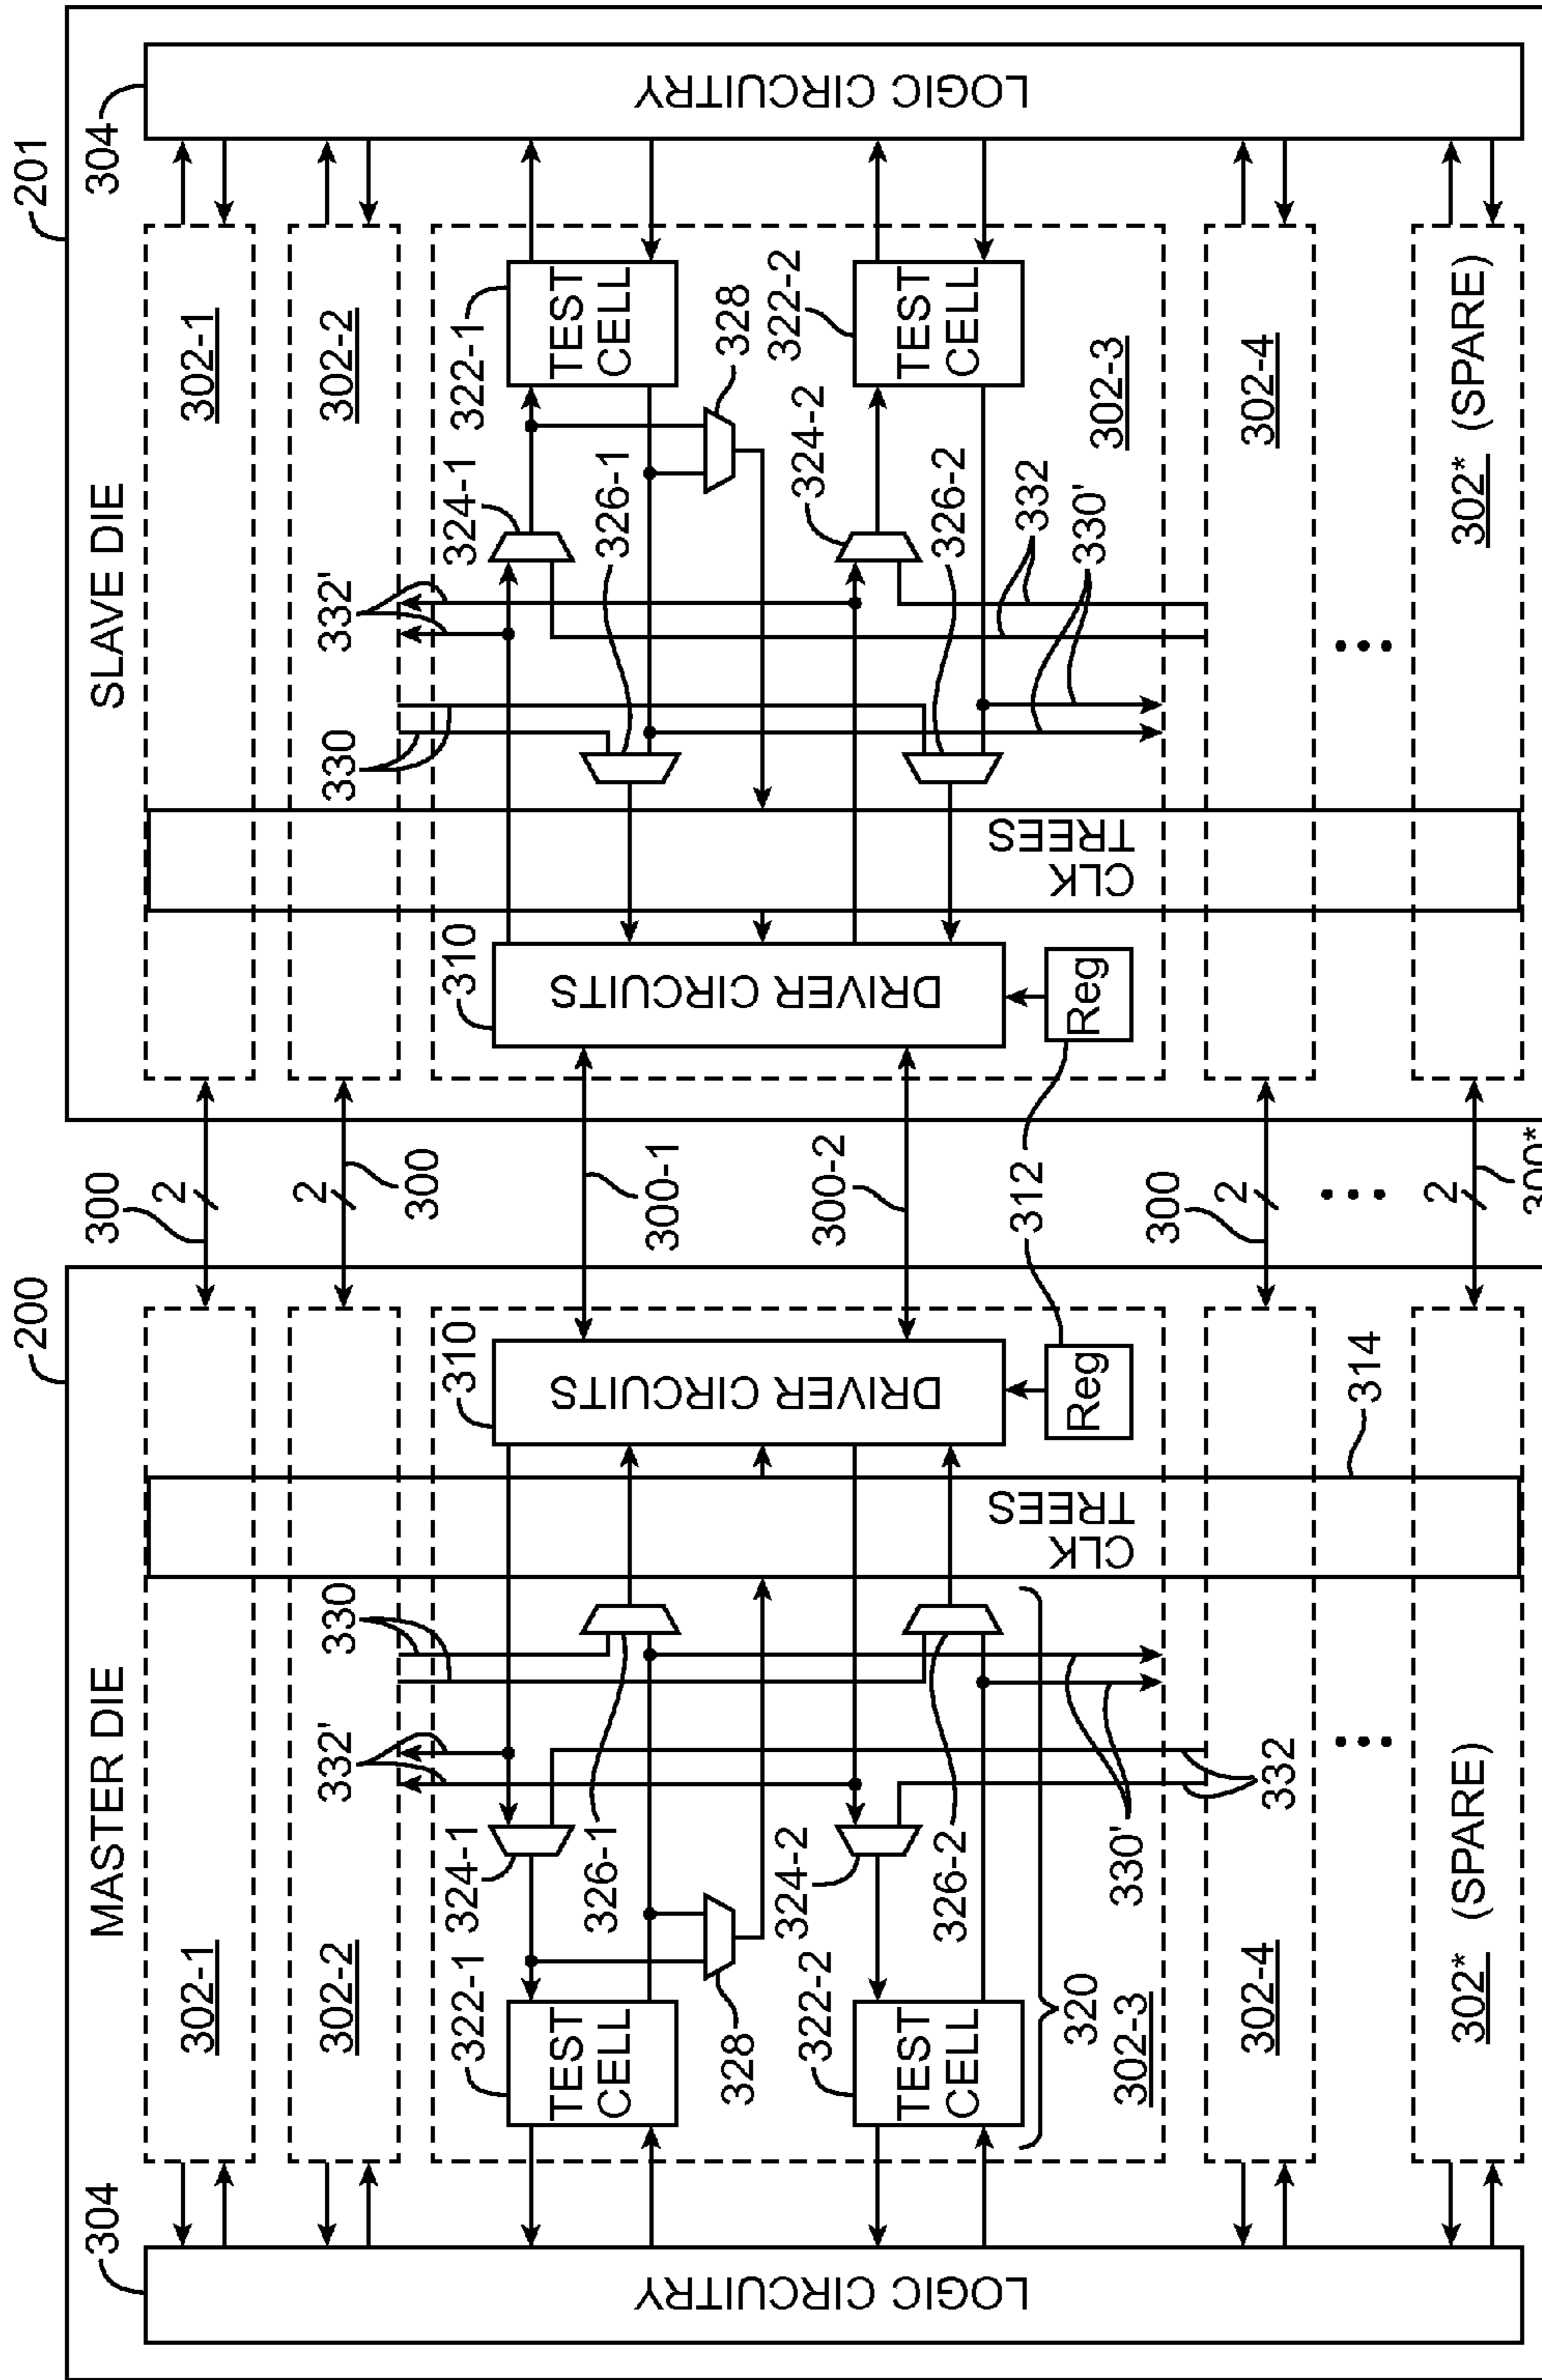 200
201
MASTER DIE
SLAVE DIE
304
300
304
2
302-1
302-1
2
302-2
332'
330
330
332'
302-2
300
322-1
324-1
310
310
324-1
322-1
TEST
CELL
DRIVER CIRCUITS
DRIVER CIRCUITS
TEST
CELL
326-1
300-1
326-1
LOGIC CIRCUITRY
LOGIC CIRCUITRY
328
328
322-2
324-2
300-2
324-2
322-2
TEST
CELL
326-2
326-2
TEST
CELL
CLK
TREES
CLK
TREES
Reg
312
Reg
320
332
302-3
330'
330'
302-3
302-4
332
300
2
302-4
314
302* (SPARE)
2
302* (SPARE)
300*